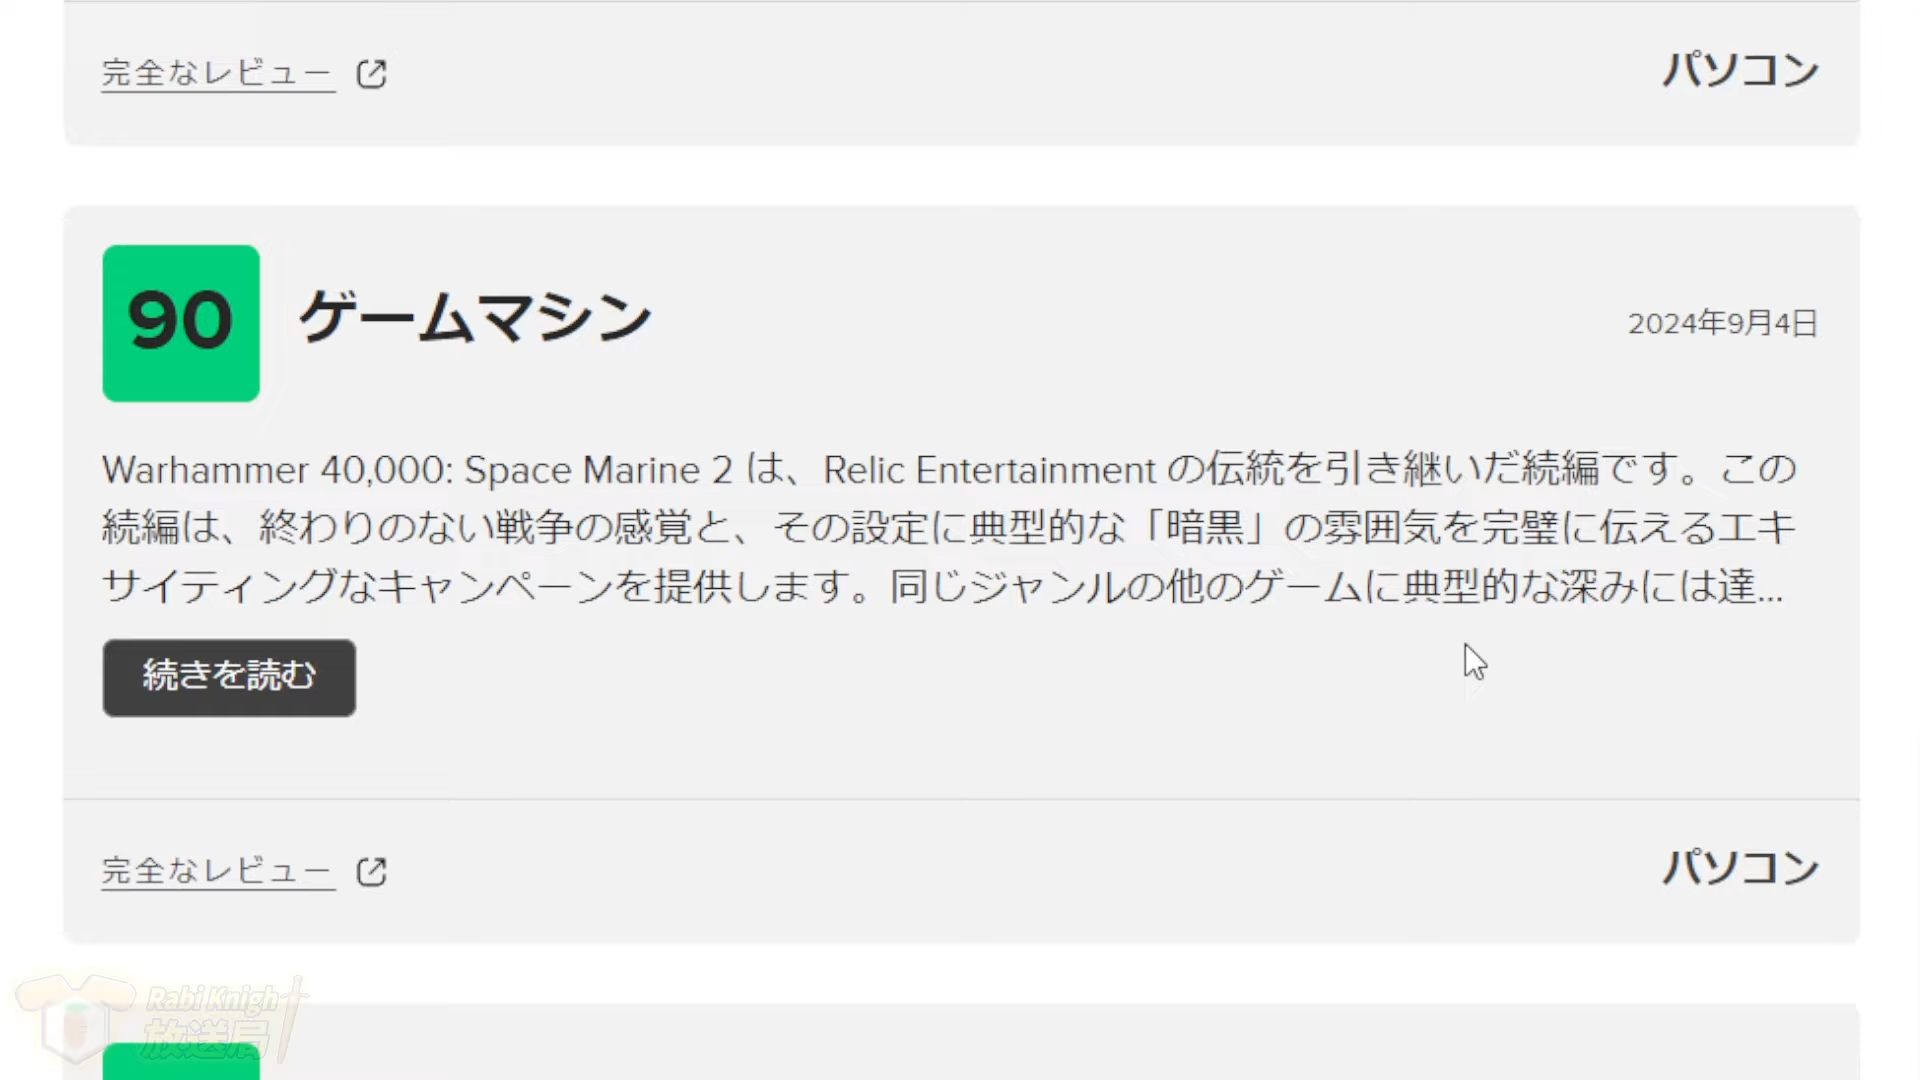 完全なレビュー
パソコン
90
ゲームマシン
2024年9月4日
Warhammer 40,000: Space Marine 2 は、Relic Entertainment の伝統を引き継いだ続編です。この
続編は、終わりのない戦争の感覚と、その設定に典型的な「暗黒」の雰囲気を完璧に伝えるエキ
サイティングなキャンペーンを提供します。同じジャンルの他のゲームに典型的な深みには達...
続きを読む
完全なレビュー
パソコン
Rabi Knight
放送局